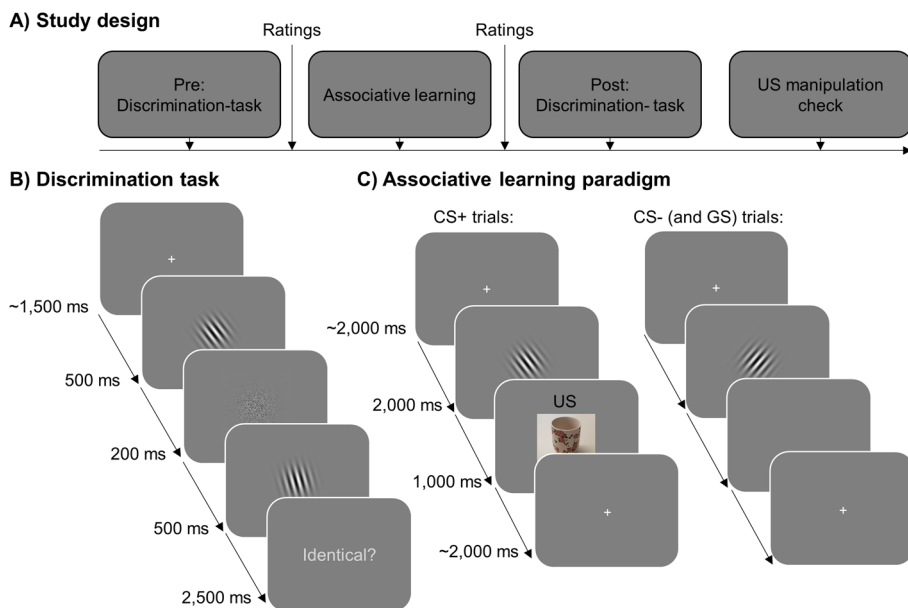 A) Study design
Ratings
Ratings
Pre:
Discrimination-task
Associative learning
Post:
Discrimination- task
US manipulation
check
B) Discrimination task
~1,500 ms
500 ms
200 ms
500 ms
2,500 ms
Identical?
C) Associative learning paradigm
CS+ trials:
~2,000 ms
2,000 ms
US
1,000 ms
~2,000 ms
CS- (and GS) trials: